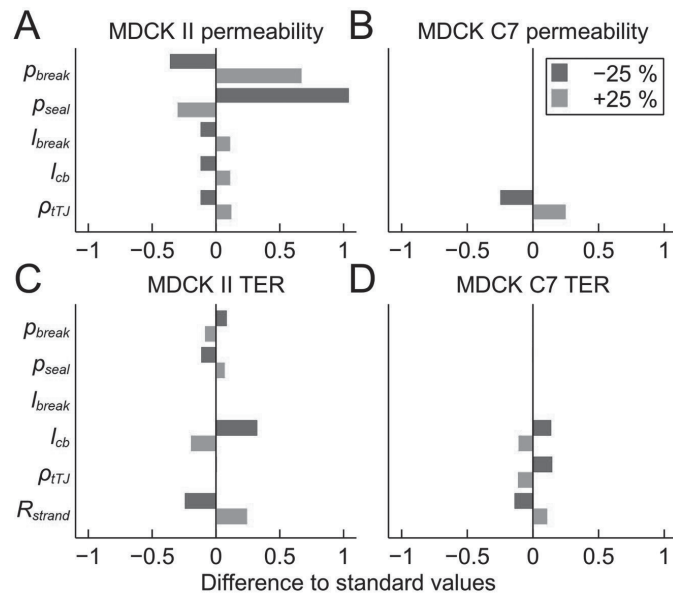 A MDCK II permeability
B MDCK C7 permeability
−25 %
+25 %
p_break
p_seal
l_break
l_cb
ρ_tTJ
−1 −0.5 0 0.5 1
−1 −0.5 0 0.5 1
C MDCK II TER
D MDCK C7 TER
p_break
p_seal
l_break
l_cb
ρ_tTJ
R_strand
−1 −0.5 0 0.5 1
−1 −0.5 0 0.5 1
Difference to standard values